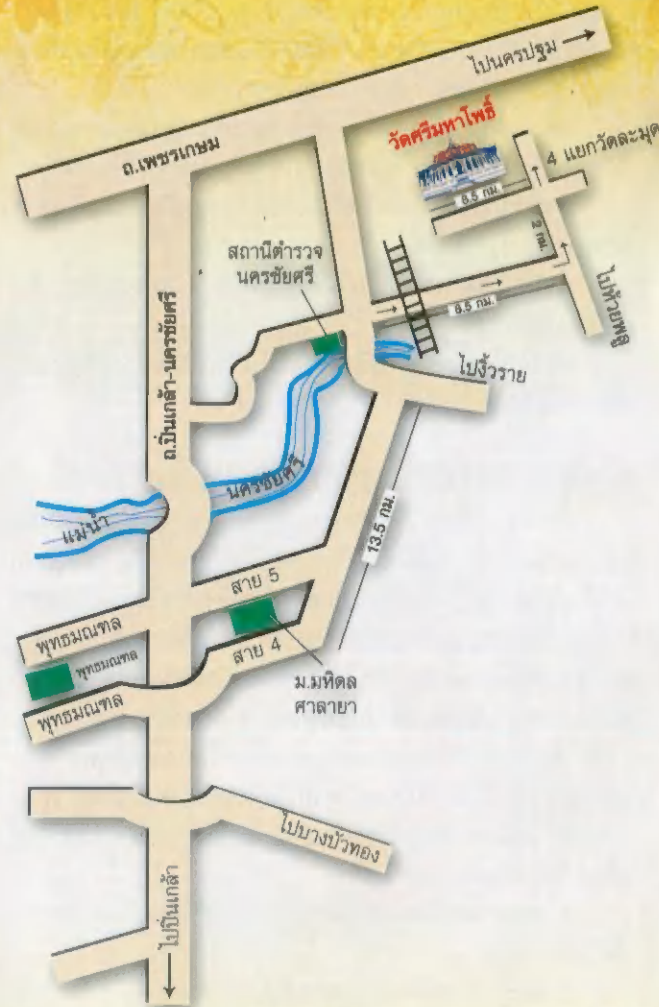 ไปนครปฐม
ถ.เพชรเกษม
วัดศรีมหาโพธิ์
4 แยกวัดละมุด
8.5 กม.
2 กม.
สถานีตำรวจ
นครชัยศรี
8.5 กม.
ไปห้วยพลู
ไปงิ้วราย
ถ.ปิ่นเกล้า-นครชัยศรี
นครชัยศรี
แม่น้ำ
13.5 กม.
สาย 5
พุทธมณฑล
พุทธมณฑล
สาย 4
ม.มหิดล
ศาลายา
พุทธมณฑล
ไปบางบัวทอง
ไปปิ่นเกล้า